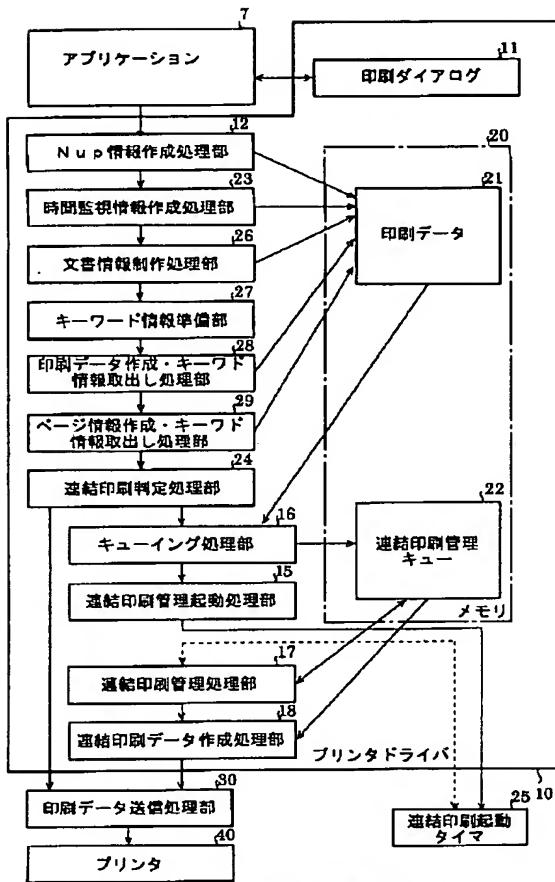 7
アプリケーション
11
印刷ダイアログ
12
Nup情報作成処理部
20
23
時間監視情報作成処理部
21
印刷データ
26
文書情報制作処理部
27
キーワード情報準備部
28
印刷データ作成・キーワド
情報取出し処理部
29
ページ情報作成・キーワド
情報取出し処理部
24
連結印刷判定処理部
22
連結印刷管理
キュー
16
キューイング処理部
15
連結印刷管理起動処理部
メモリ
17
連結印刷管理処理部
18
連結印刷データ作成処理部
プリンタドライバ
10
30
印刷データ送信処理部
25
連結印刷起動
タイマ
40
プリンタ